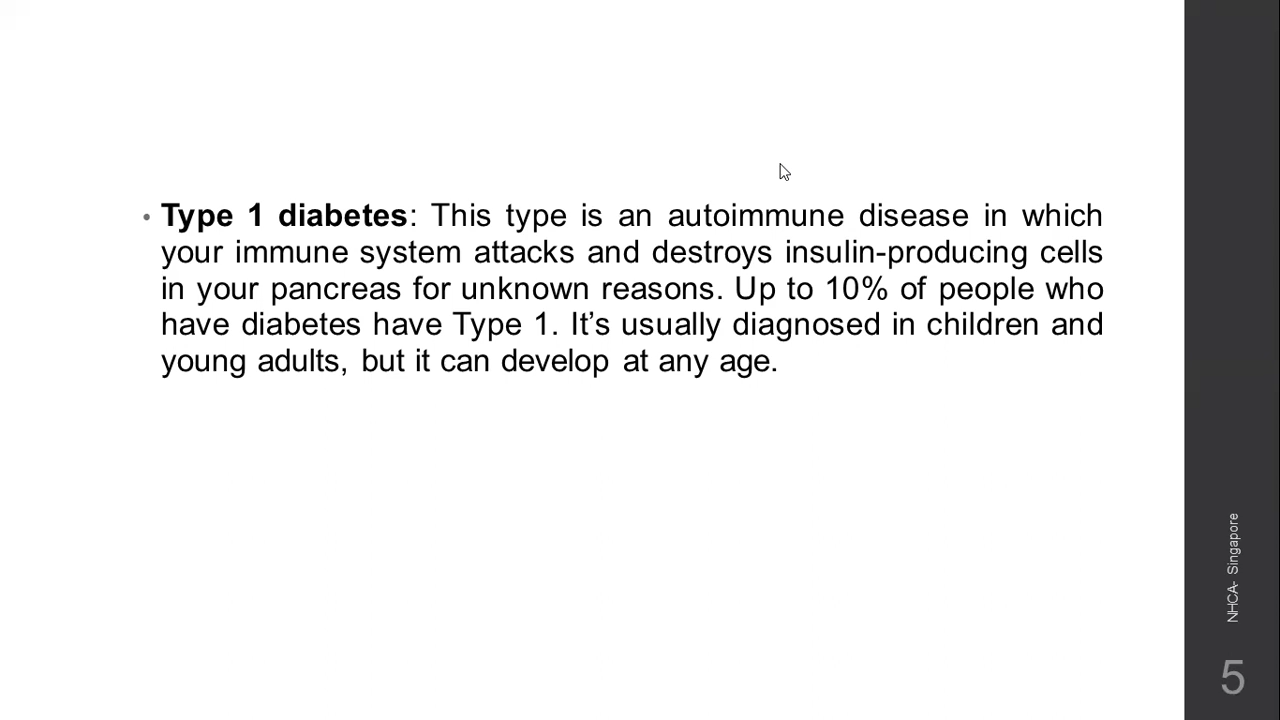 • Type 1 diabetes: This type is an autoimmune disease in which
your immune system attacks and destroys insulin-producing cells
in your pancreas for unknown reasons. Up to 10% of people who
have diabetes have Type 1. It’s usually diagnosed in children and
young adults, but it can develop at any age.
NHCA- Singapore
5